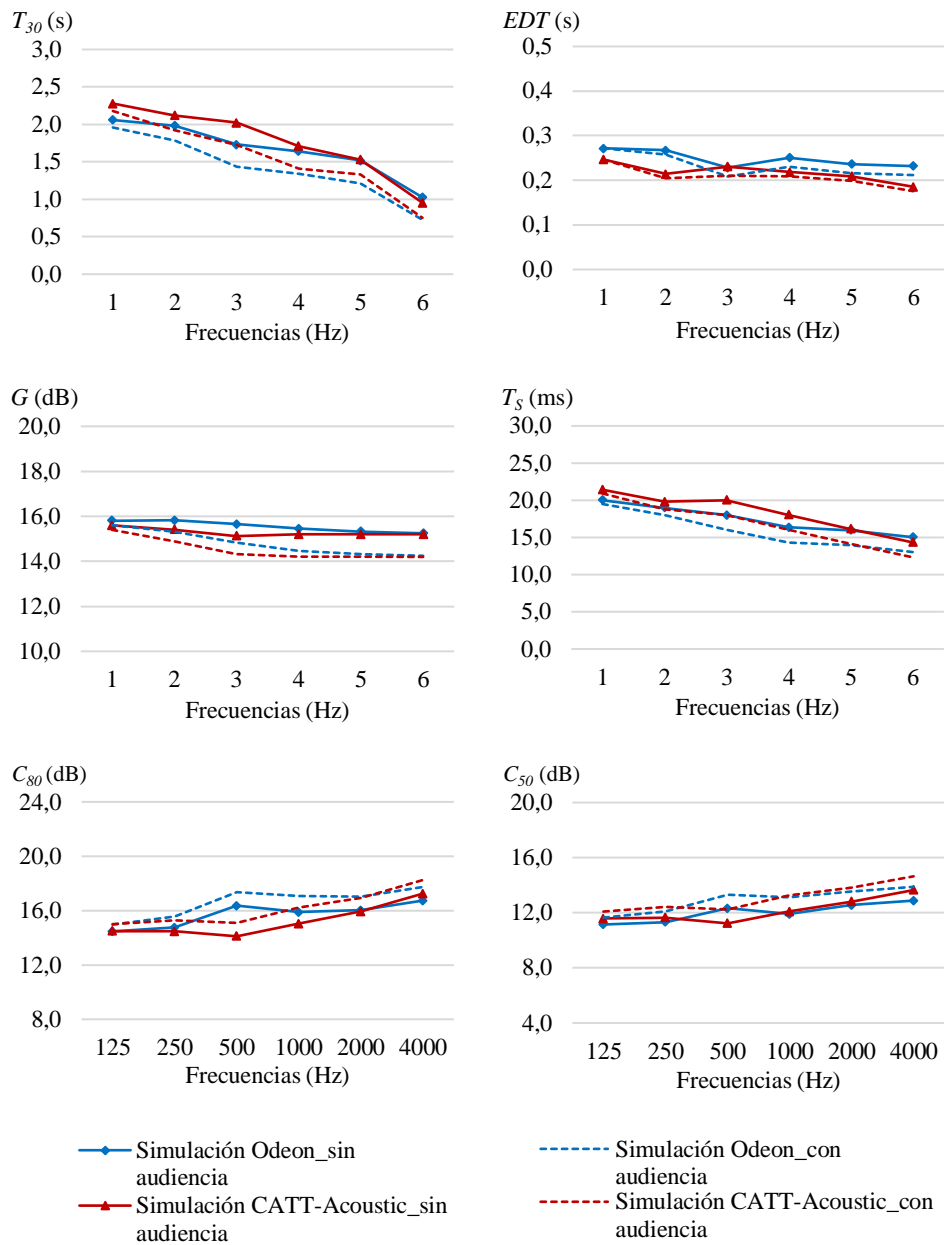 T30 (s)
3,0
2,5
2,0
1,5
1,0
0,5
0,0
1 2 3 4 5 6
Frecuencias (Hz)
EDT (s)
0,5
0,4
0,3
0,2
0,1
0,0
1 2 3 4 5 6
Frecuencias (Hz)
G (dB)
20,0
18,0
16,0
14,0
12,0
10,0
1 2 3 4 5 6
Frecuencias (Hz)
TS (ms)
30,0
25,0
20,0
15,0
10,0
5,0
0,0
1 2 3 4 5 6
Frecuencias (Hz)
C80 (dB)
24,0
20,0
16,0
12,0
8,0
125 250 500 1000 2000 4000
Frecuencias (Hz)
C50 (dB)
20,0
16,0
12,0
8,0
4,0
125 250 500 1000 2000 4000
Frecuencias (Hz)
Simulación Odeon_sin
audiencia
Simulación CATT-Acoustic_sin
audiencia
Simulación Odeon_con
audiencia
Simulación CATT-Acoustic_con
audiencia